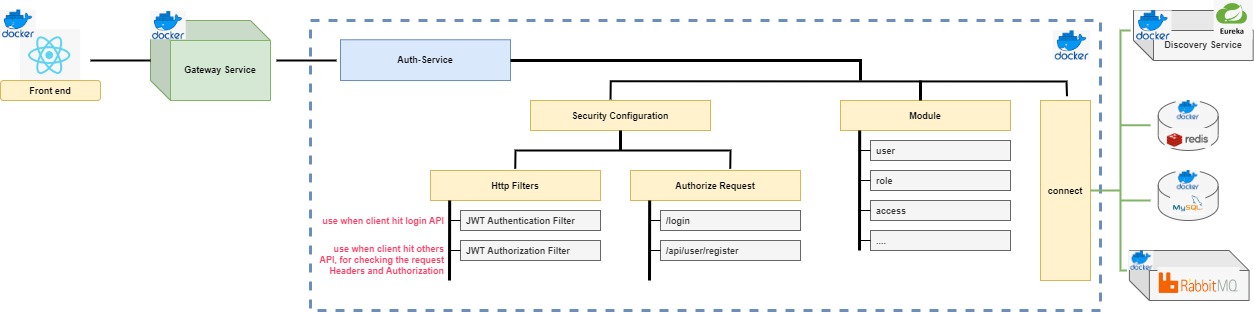 docker
Front end
docker
Gateway Service
Auth-Service
docker
Security Configuration
Module
Http Filters
Authorize Request
use when client hit login API
JWT Authentication Filter
use when client hit others
API, for checking the request
Headers and Authorization
JWT Authorization Filter
/login
/api/user/register
user
role
access
....
connect
docker
Eureka
Discovery Service
docker
redis
docker
MySQL
docker
RabbitMQ